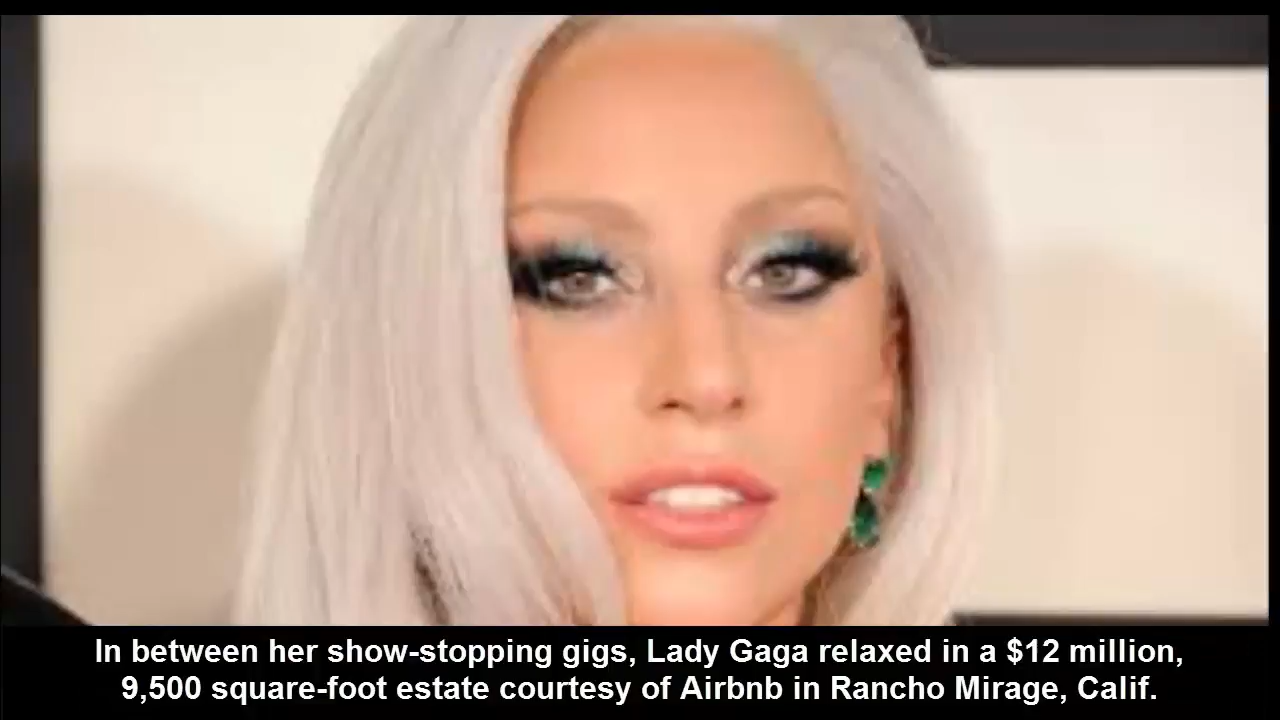 In between her show-stopping gigs, Lady Gaga relaxed in a $12 million,
9,500 square-foot estate courtesy of Airbnb in Rancho Mirage, Calif.